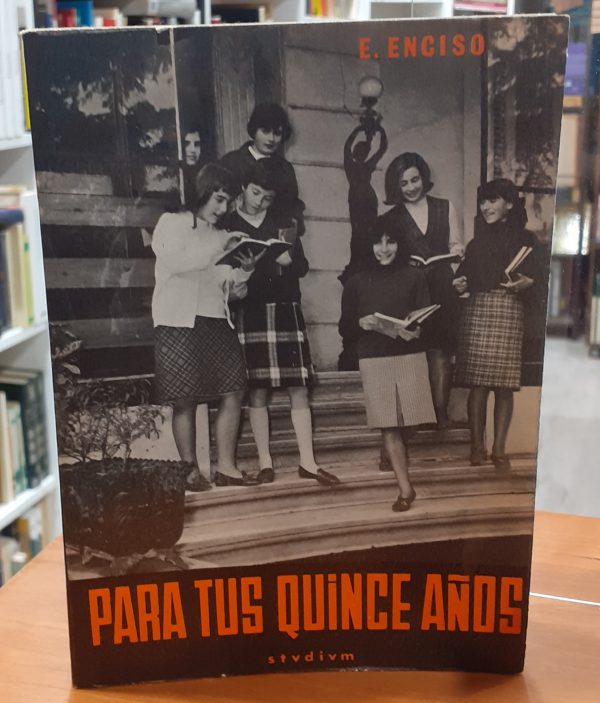 E. ENCISO
PARA TUS QUiNCE AÑOS
stvdivm